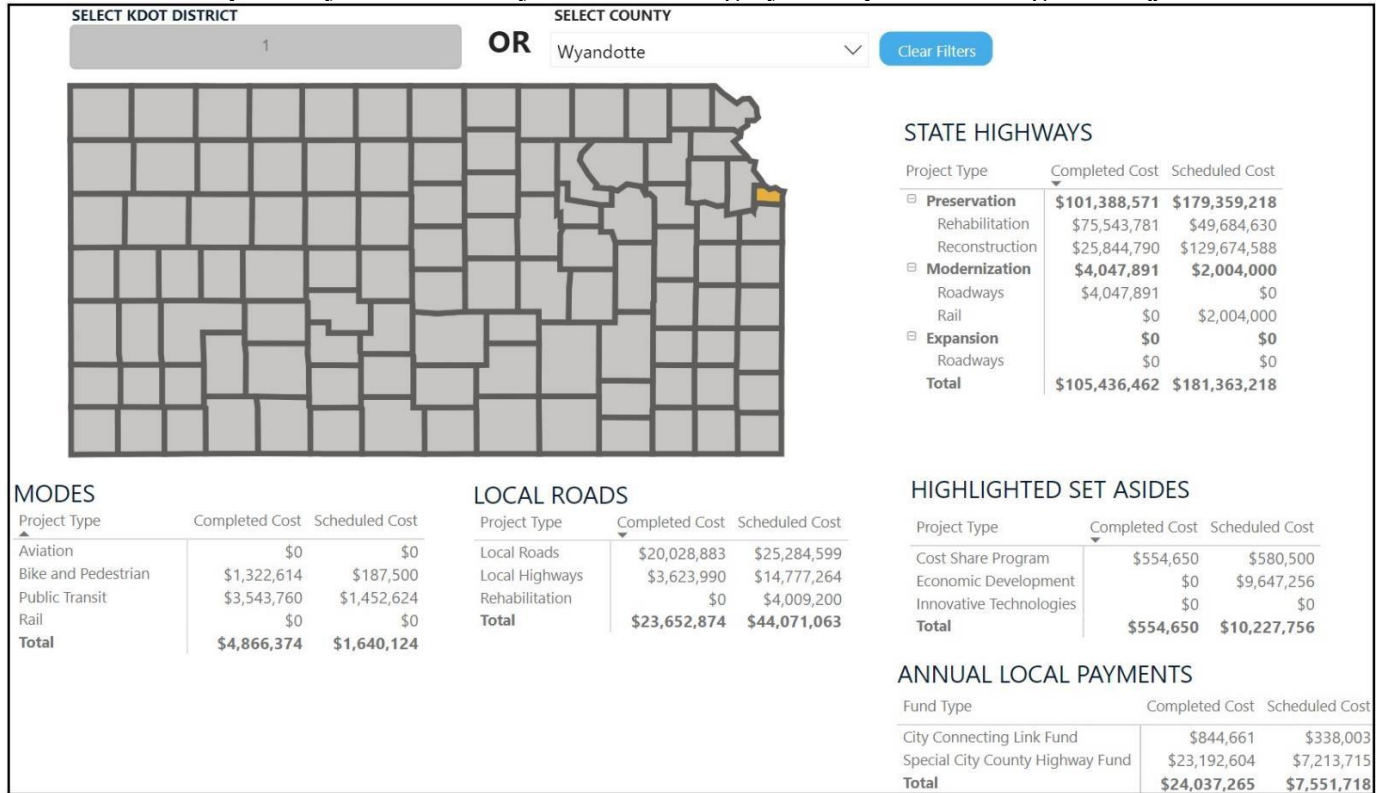 SELECT KDOT DISTRICT
1
OR
SELECT COUNTY
Wyandotte
Clear Filters
STATE HIGHWAYS
Project Type Completed Cost Scheduled Cost
Preservation $101,388,571 $179,359,218
Rehabilitation $75,543,781 $49,684,630
Reconstruction $25,844,790 $129,674,588
Modernization $4,047,891 $2,004,000
Roadways $4,047,891 $0
Rail $0 $2,004,000
Expansion $0 $0
Roadways $0 $0
Total $105,436,462 $181,363,218
MODES
Project Type Completed Cost Scheduled Cost
Aviation $0 $0
Bike and Pedestrian $1,322,614 $187,500
Public Transit $3,543,760 $1,452,624
Rail $0 $0
Total $4,866,374 $1,640,124
LOCAL ROADS
Project Type Completed Cost Scheduled Cost
Local Roads $20,028,883 $25,284,599
Local Highways $3,623,990 $14,777,264
Rehabilitation $0 $4,009,200
Total $23,652,874 $44,071,063
HIGHLIGHTED SET ASIDES
Project Type Completed Cost Scheduled Cost
Cost Share Program $554,650 $580,500
Economic Development $0 $9,647,256
Innovative Technologies $0 $0
Total $554,650 $10,227,756
ANNUAL LOCAL PAYMENTS
Fund Type Completed Cost Scheduled Cost
City Connecting Link Fund $844,661 $338,003
Special City County Highway Fund $23,192,604 $7,213,715
Total $24,037,265 $7,551,718